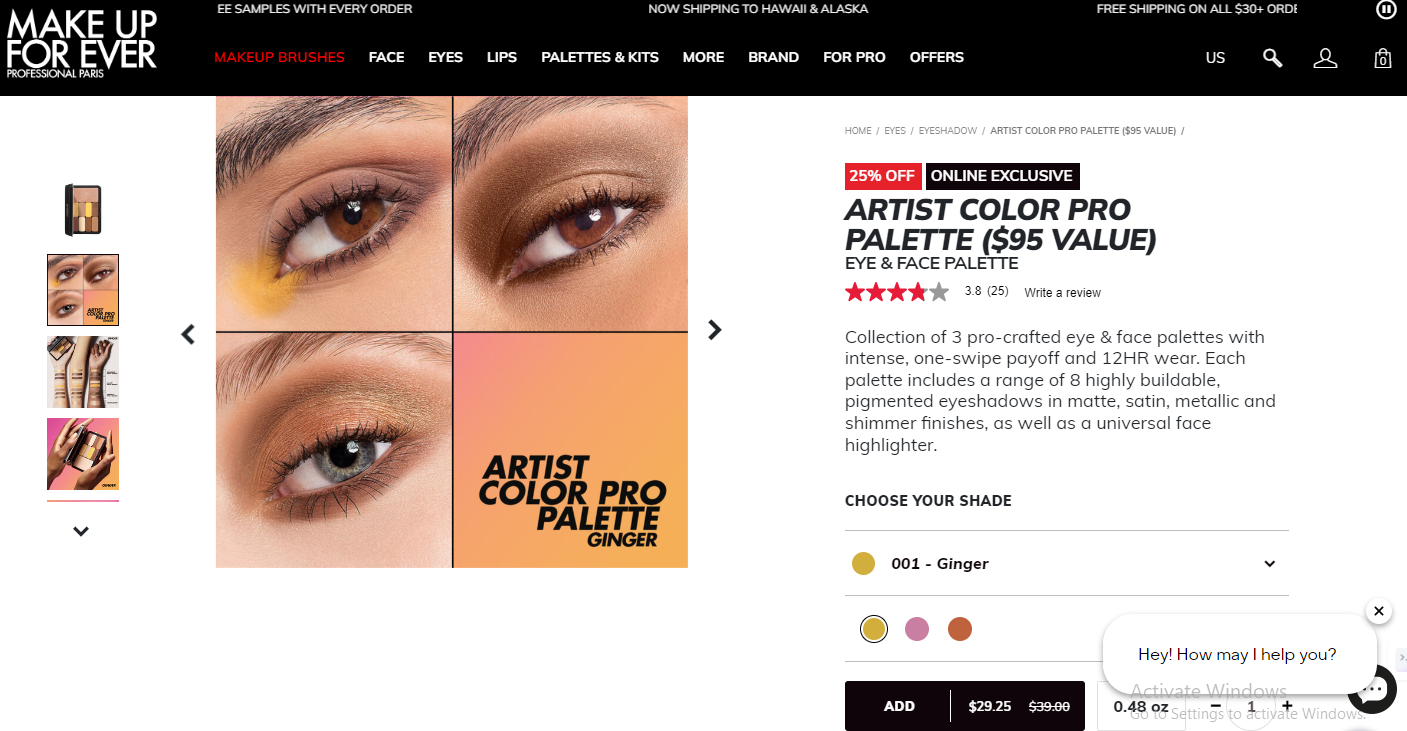 EE SAMPLES WITH EVERY ORDER
NOW SHIPPING TO HAWAII & ALASKA
FREE SHIPPING ON ALL $30+ ORDE
MAKE UP
FOR EVER
PROFESSIONAL PARIS
MAKEUP BRUSHES
FACE
EYES
LIPS
PALETTES & KITS
MORE
BRAND
FOR PRO
OFFERS
US
0
HOME / EYES / EYESHADOW / ARTIST COLOR PRO PALETTE ($95 VALUE) /
25% OFF
ONLINE EXCLUSIVE
ARTIST COLOR PRO
PALETTE ($95 VALUE)
EYE & FACE PALETTE
3.8 (25) Write a review
Collection of 3 pro-crafted eye & face palettes with
intense, one-swipe payoff and 12HR wear. Each
palette includes a range of 8 highly buildable,
pigmented eyeshadows in matte, satin, metallic and
shimmer finishes, as well as a universal face
highlighter.
CHOOSE YOUR SHADE
001 - Ginger
ADD
$29.25 $39.00
0.48 oz
- 1 +
Hey! How may I help you?
Activate Windows
Go to Settings to activate Windows.
ARTIST
COLOR PRO
PALETTE
GINGER
ARTIST
COLOR PRO
PALETTE
GINGER